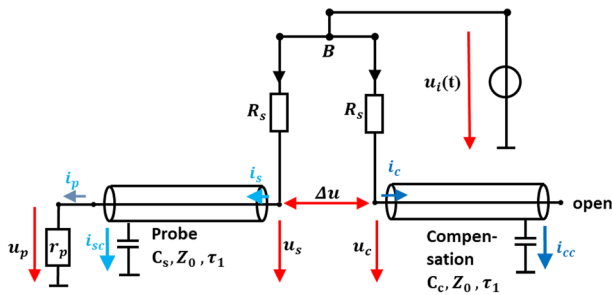 B
u_i(t)
R_s
R_s
i_p
i_s
i_c
Δu
open
u_p
r_p
i_sc
Probe
C_s, Z_0 , τ_1
u_s
u_c
Compen-
sation
C_c, Z_0 , τ_1
i_cc